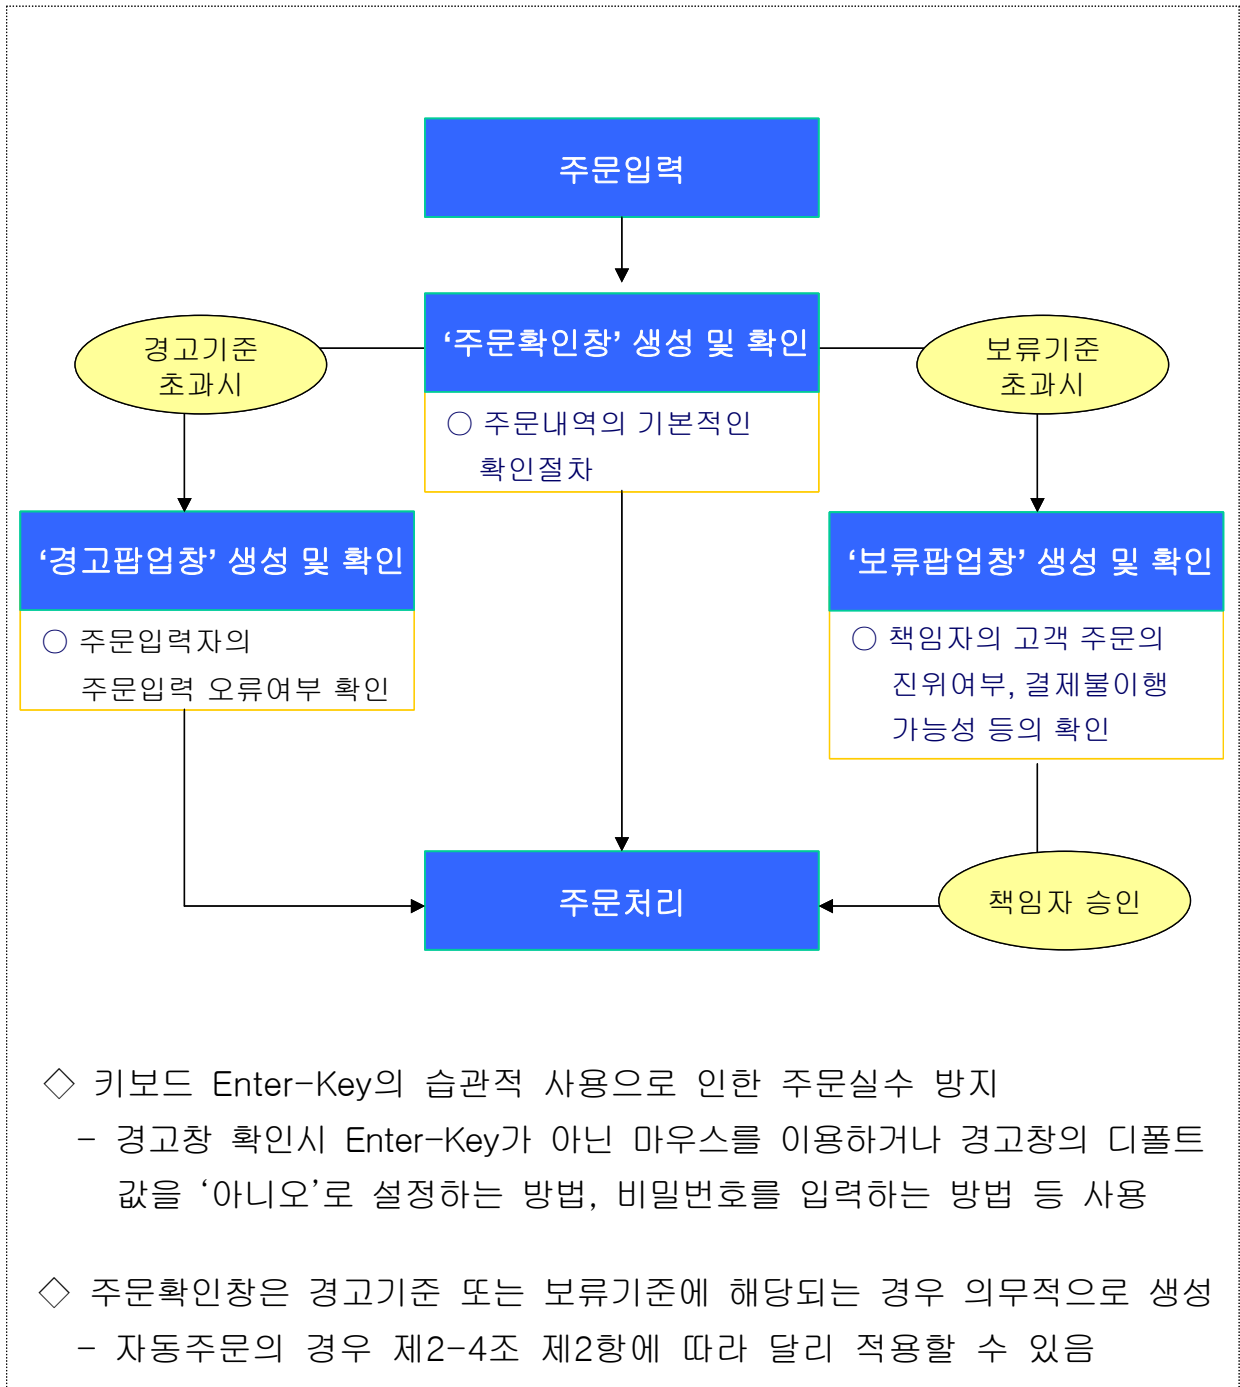 주문입력
‘주문확인창’ 생성 및 확인
○ 주문내역의 기본적인
확인절차
경고기준
초과시
보류기준
초과시
‘경고팝업창’ 생성 및 확인
○ 주문입력자의
주문입력 오류여부 확인
‘보류팝업창’ 생성 및 확인
○ 책임자의 고객 주문의
진위여부, 결제불이행
가능성 등의 확인
주문처리
책임자 승인
◇ 키보드 Enter-Key의 습관적 사용으로 인한 주문실수 방지
- 경고창 확인시 Enter-Key가 아닌 마우스를 이용하거나 경고창의 디폴트
값을 ‘아니오’로 설정하는 방법, 비밀번호를 입력하는 방법 등 사용
◇ 주문확인창은 경고기준 또는 보류기준에 해당되는 경우 의무적으로 생성
- 자동주문의 경우 제2-4조 제2항에 따라 달리 적용할 수 있음